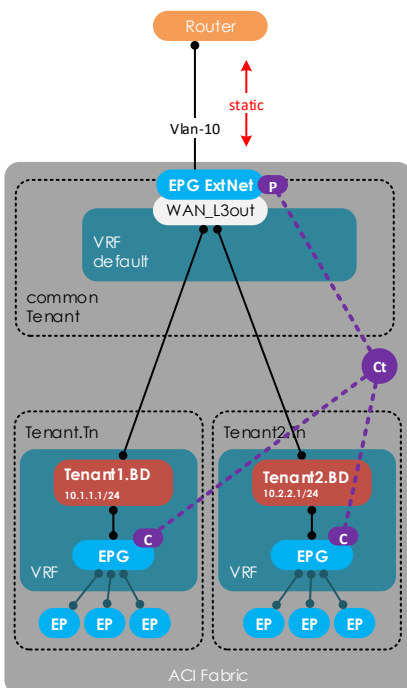 Router
static
Vlan-10
EPG ExtNet
P
WAN_L3out
VRF
default
common
Tenant
Ct
Tenant.Tn
Tenant2.Tn
Tenant1.BD
10.1.1.1/24
Tenant2.BD
10.2.2.1/24
C
C
EPG
EPG
VRF
VRF
EP
EP
EP
EP
EP
EP
ACI Fabric